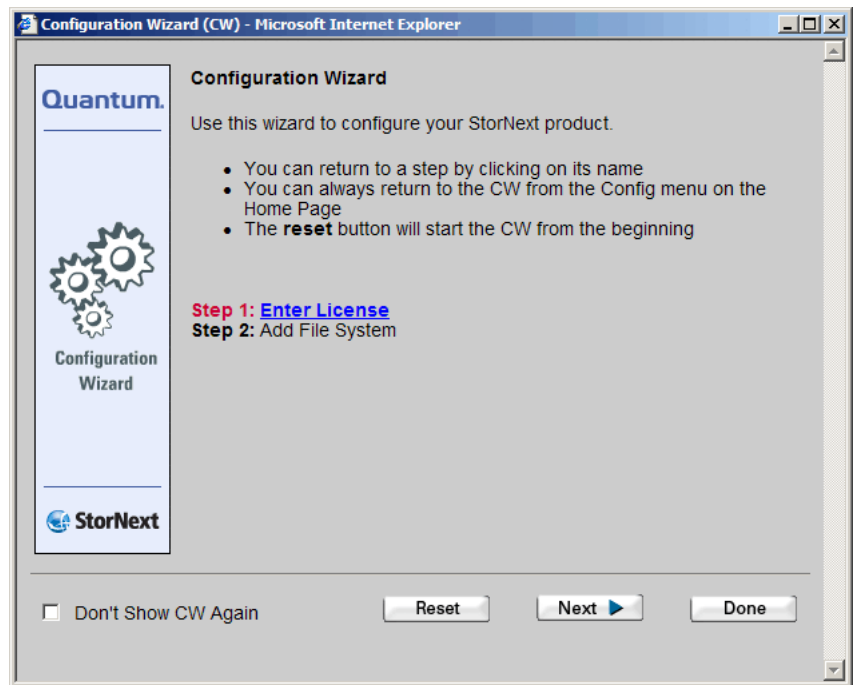 Configuration Wizard (CW) - Microsoft Internet Explorer
Quantum.
Configuration
Wizard
StorNext
Configuration Wizard
Use this wizard to configure your StorNext product.
• You can return to a step by clicking on its name
• You can always return to the CW from the Config menu on the
Home Page
• The reset button will start the CW from the beginning
Step 1: Enter License
Step 2: Add File System
Don't Show CW Again
Reset
Next
Done